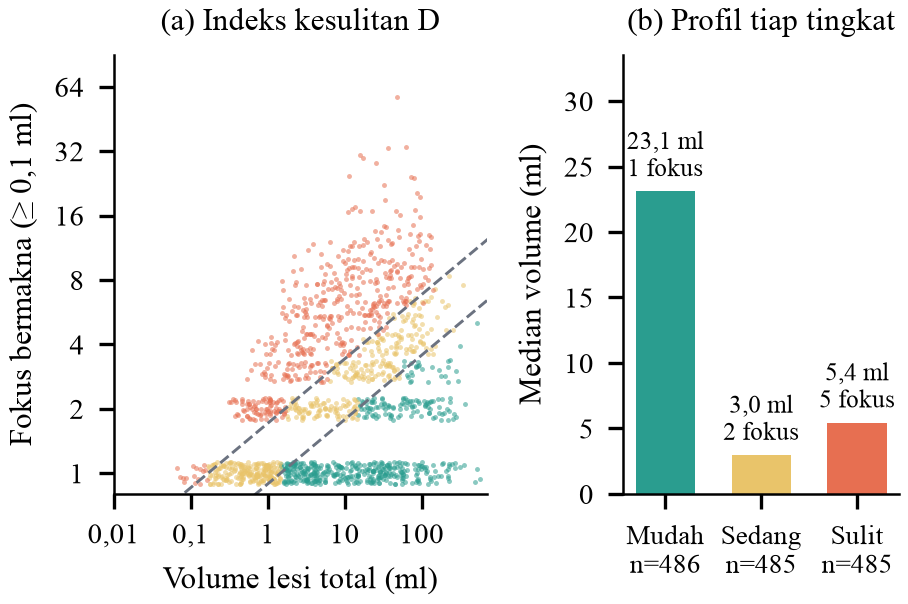 (a) Indeks kesulitan D
Fokus bermakna (≥ 0,1 ml)
64
32
16
8
4
2
1
0,01
0,1
1
10
100
Volume lesi total (ml)
(b) Profil tiap tingkat
Median volume (ml)
30
25
20
15
10
5
0
23,1 ml
1 fokus
3,0 ml
2 fokus
5,4 ml
5 fokus
Mudah
n=486
Sedang
n=485
Sulit
n=485